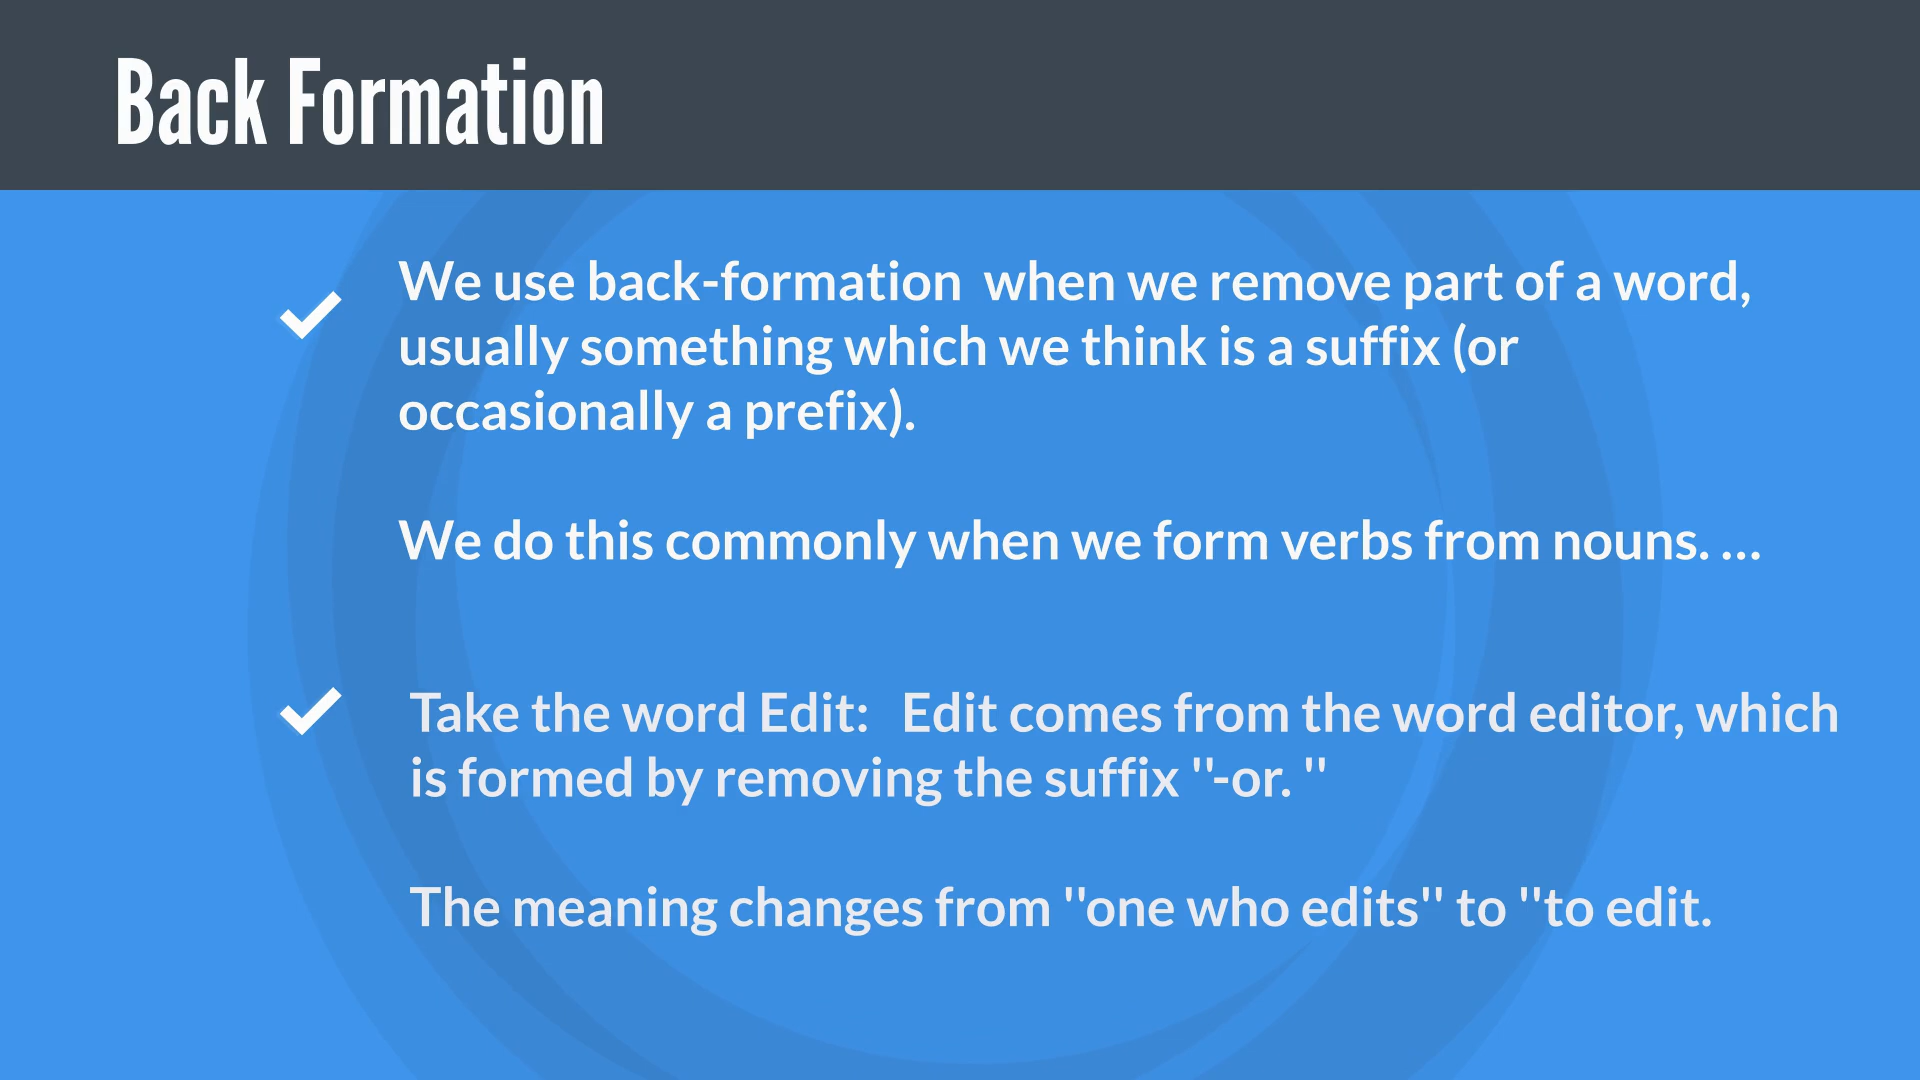 Back Formation
We use back-formation  when we remove part of a word,
usually something which we think is a suffix (or
occasionally a prefix).
We do this commonly when we form verbs from nouns. ...
Take the word Edit:   Edit comes from the word editor, which
is formed by removing the suffix "-or. "
The meaning changes from "one who edits" to "to edit.